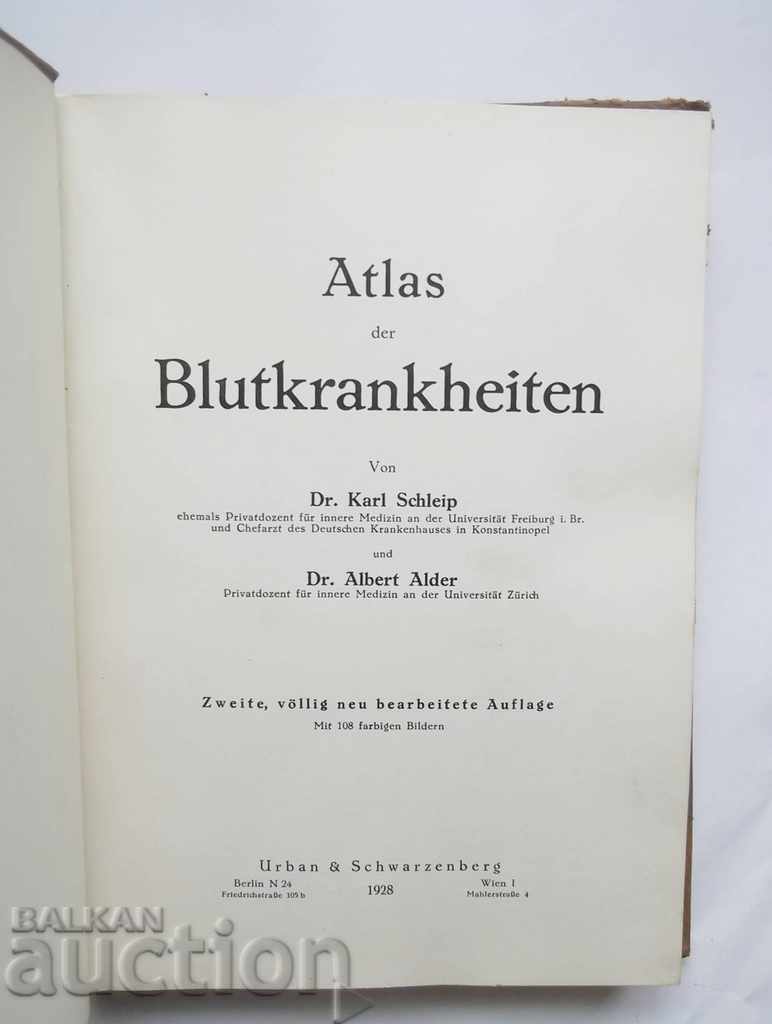 Atlas
der
Blutkrankheiten
Von
Dr. Karl Schleip
ehemals Privatdozent für innere Medizin an der Universität Freiburg i. Br.
und Chefarzt des Deutschen Krankenhauses in Konstantinopel
und
Dr. Albert Alder
Privatdozent für innere Medizin an der Universität Zürich
Zweite, völlig neu bearbeitete Auflage
Mit 108 farbigen Bildern
Urban & Schwarzenberg
Berlin N 24 1928 Wien I
Friedrichstraße 105 b Mahlerstraße 4
BALKAN
auction